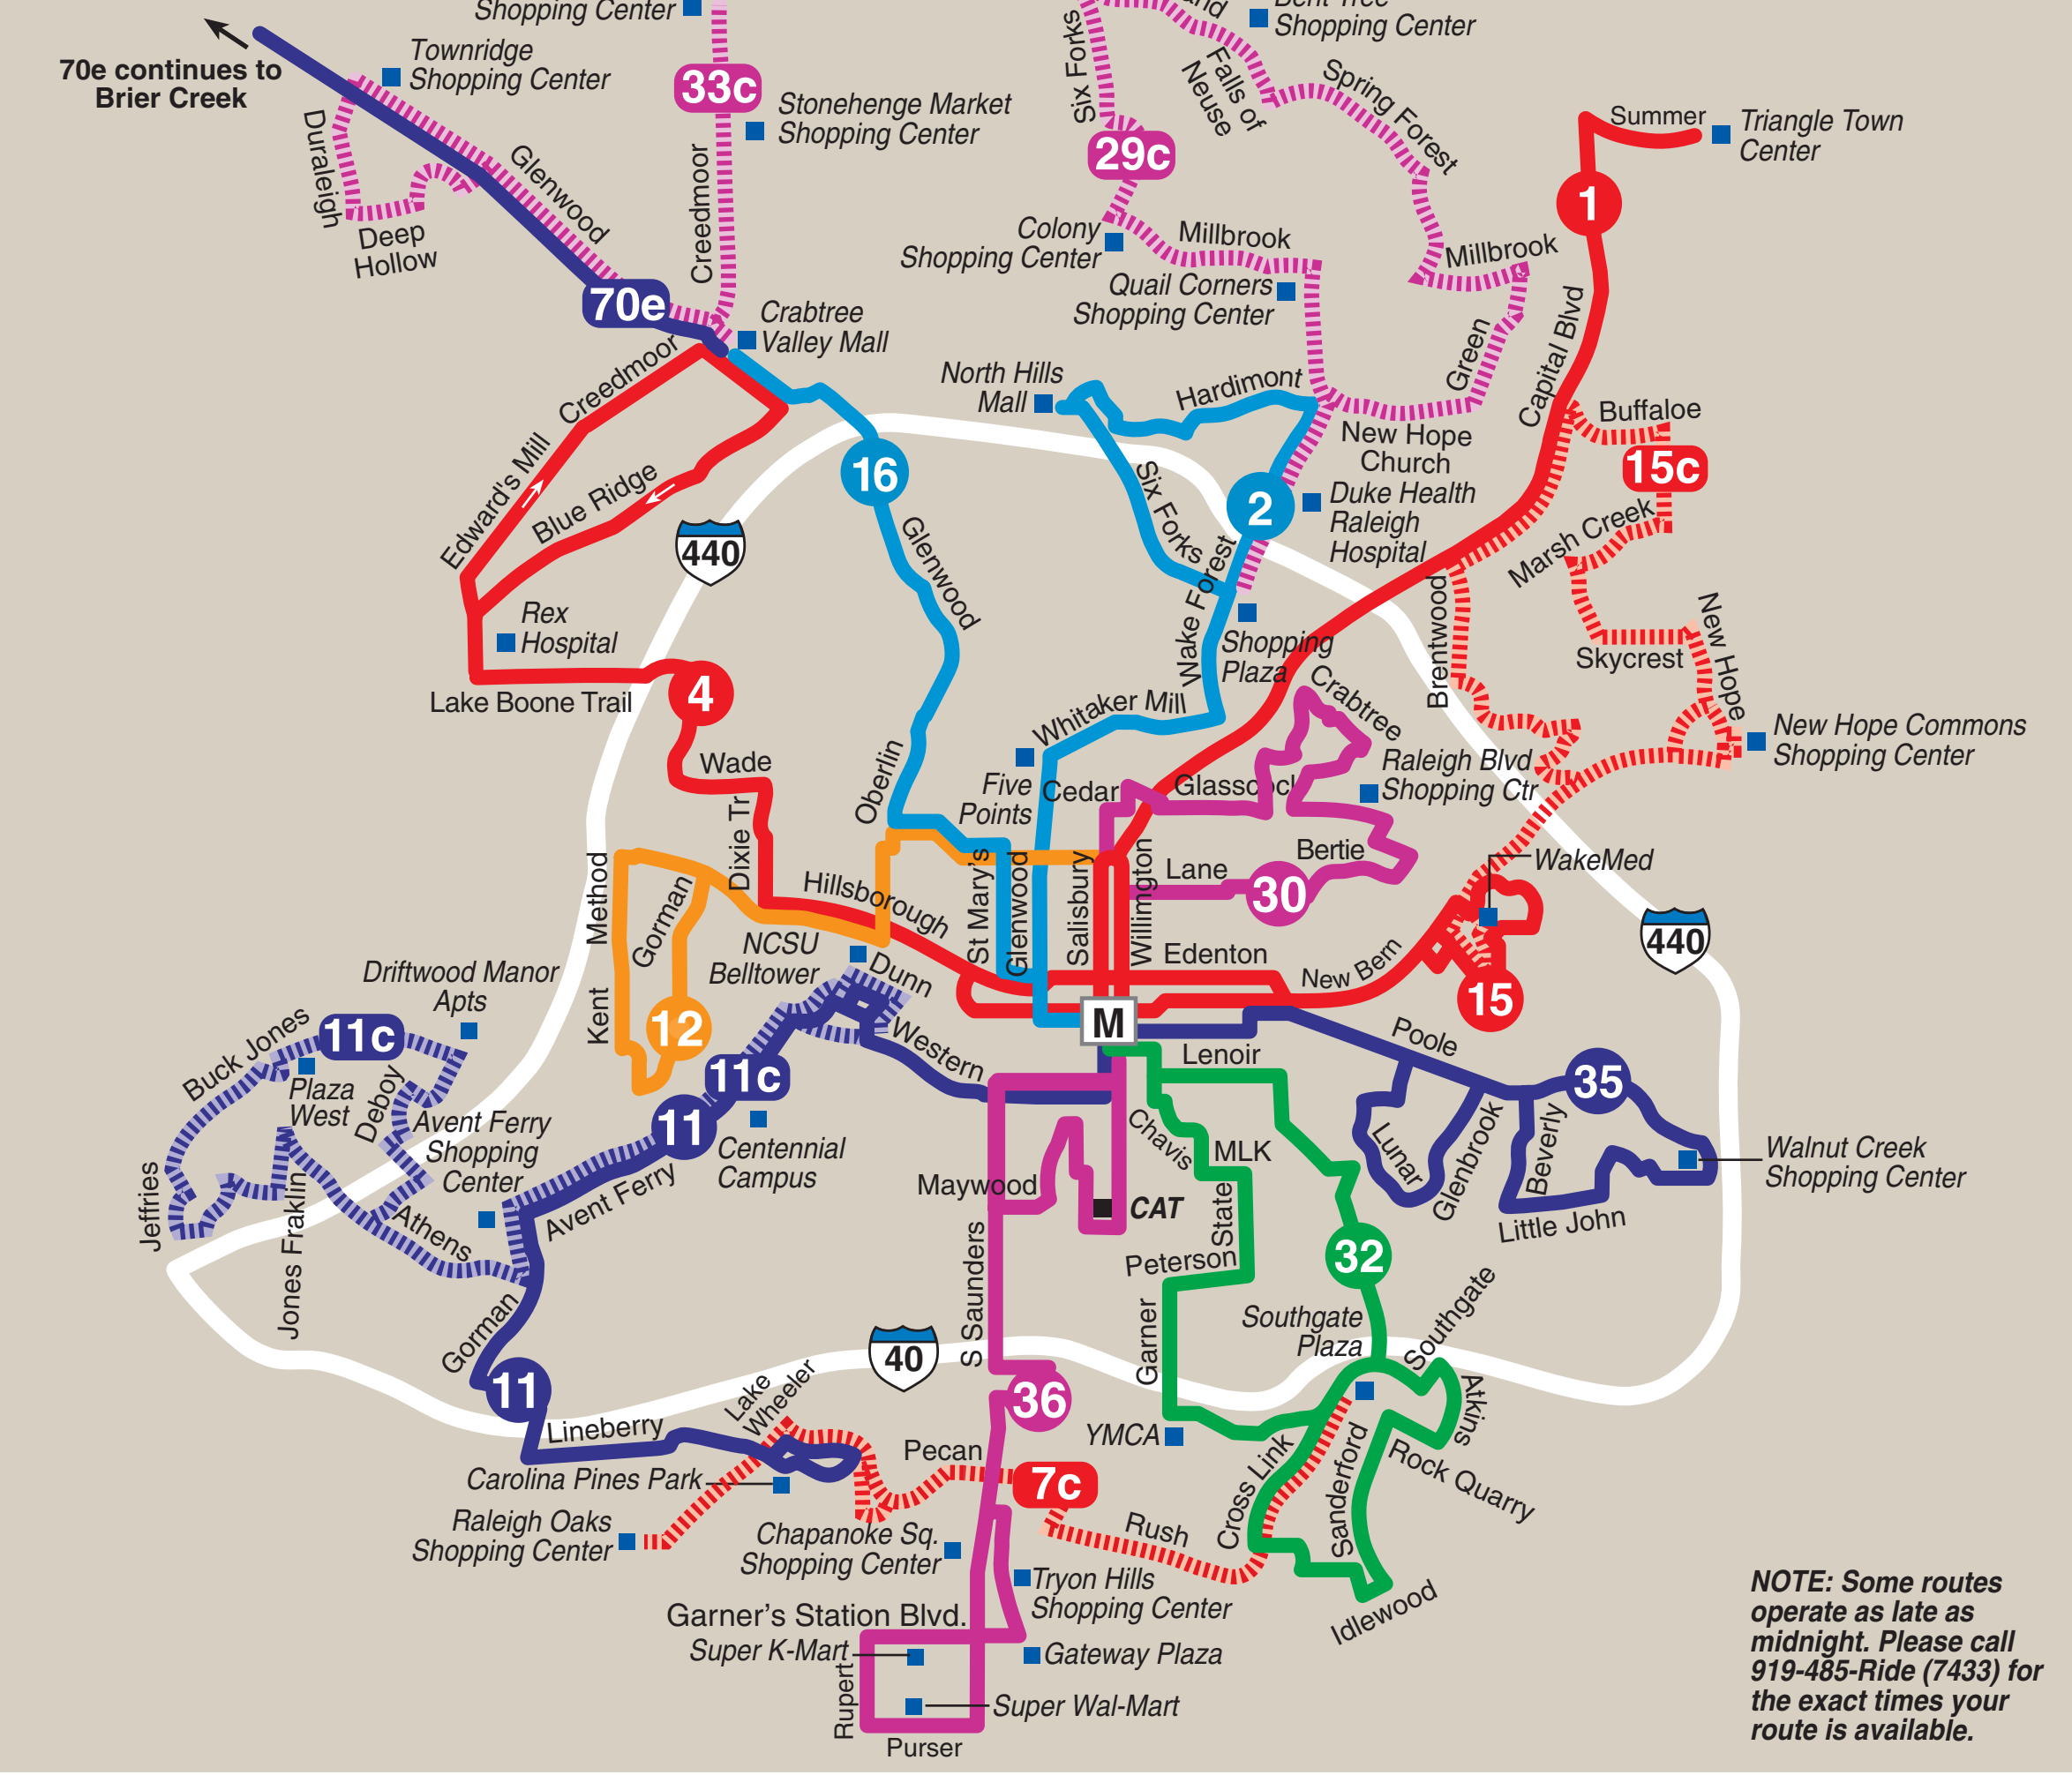 Shopping Center
Bent Tree
Shopping Center
70e continues to
Brier Creek
Townridge
Shopping Center
33c
Stonehenge Market
Shopping Center
Six Forks
Falls of
Neuse
Spring Forest
Summer
Triangle Town
Center
1
29c
Duraleigh
Glenwood
Creedmoor
Deep
Hollow
Colony
Shopping Center
Millbrook
Millbrook
Quail Corners
Shopping Center
70e
Crabtree
Valley Mall
Green
Capital Blvd
Creedmoor
North Hills
Mall
Hardimont
New Hope
Church
Buffaloe
15c
Edward's Mill
Blue Ridge
16
440
Glenwood
Six Forks
2
Duke Health
Raleigh
Hospital
Marsh Creek
Wake Forest
Brentwood
Skycrest
New Hope
Rex
Hospital
Shopping
Plaza
Lake Boone Trail
4
Wade
Whitaker Mill
Crabtree
New Hope Commons
Shopping Center
Oberlin
Five
Points
Cedar
Glasscock
Raleigh Blvd
Shopping Ctr
Dixie Tr
Method
Gorman
Hillsborough
St Mary's
Glenwood
Salisbury
Willimgton
Lane
Bertie
30
WakeMed
440
NCSU
Belltower
Dunn
Edenton
New Bern
15
Driftwood Manor
Apts
Kent
12
M
Buck Jones
11c
Plaza
West
Deboy
11c
Western
Lenoir
Poole
35
Avent Ferry
Shopping
Center
11
Centennial
Campus
Chavis
MLK
Lunar
Glenbrook
Beverly
Walnut Creek
Shopping Center
Jeffries
Jones Fraklin
Athens
Avent Ferry
Maywood
CAT
State
Little John
Peterson
32
Gorman
S Saunders
Garner
Southgate
Plaza
Southgate
11
40
Lake
Wheeler
36
Atkins
Lineberry
YMCA
Pecan
7c
Cross Link
Sanderford
Rock Quarry
Carolina Pines Park
Raleigh Oaks
Shopping Center
Chapanoke Sq.
Shopping Center
Rush
Tryon Hills
Shopping Center
Idlewood
Garner's Station Blvd.
Super K-Mart
Gateway Plaza
Rupert
Super Wal-Mart
Purser
NOTE: Some routes
operate as late as
midnight. Please call
919-485-Ride (7433) for
the exact times your
route is available.